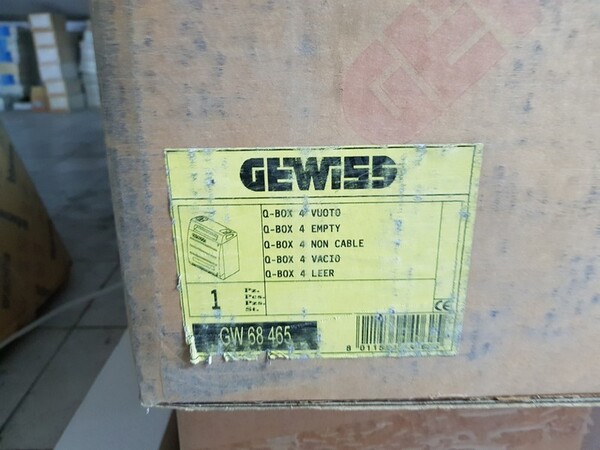 GEWISS
Q-BOX 4 VUOTO
Q-BOX 4 EMPTY
Q-BOX 4 NON CABLE
Q-BOX 4 VACIO
Q-BOX 4 LEER
1
Pz.
Pcs.
Pzs.
St.
CE
GW 68 465